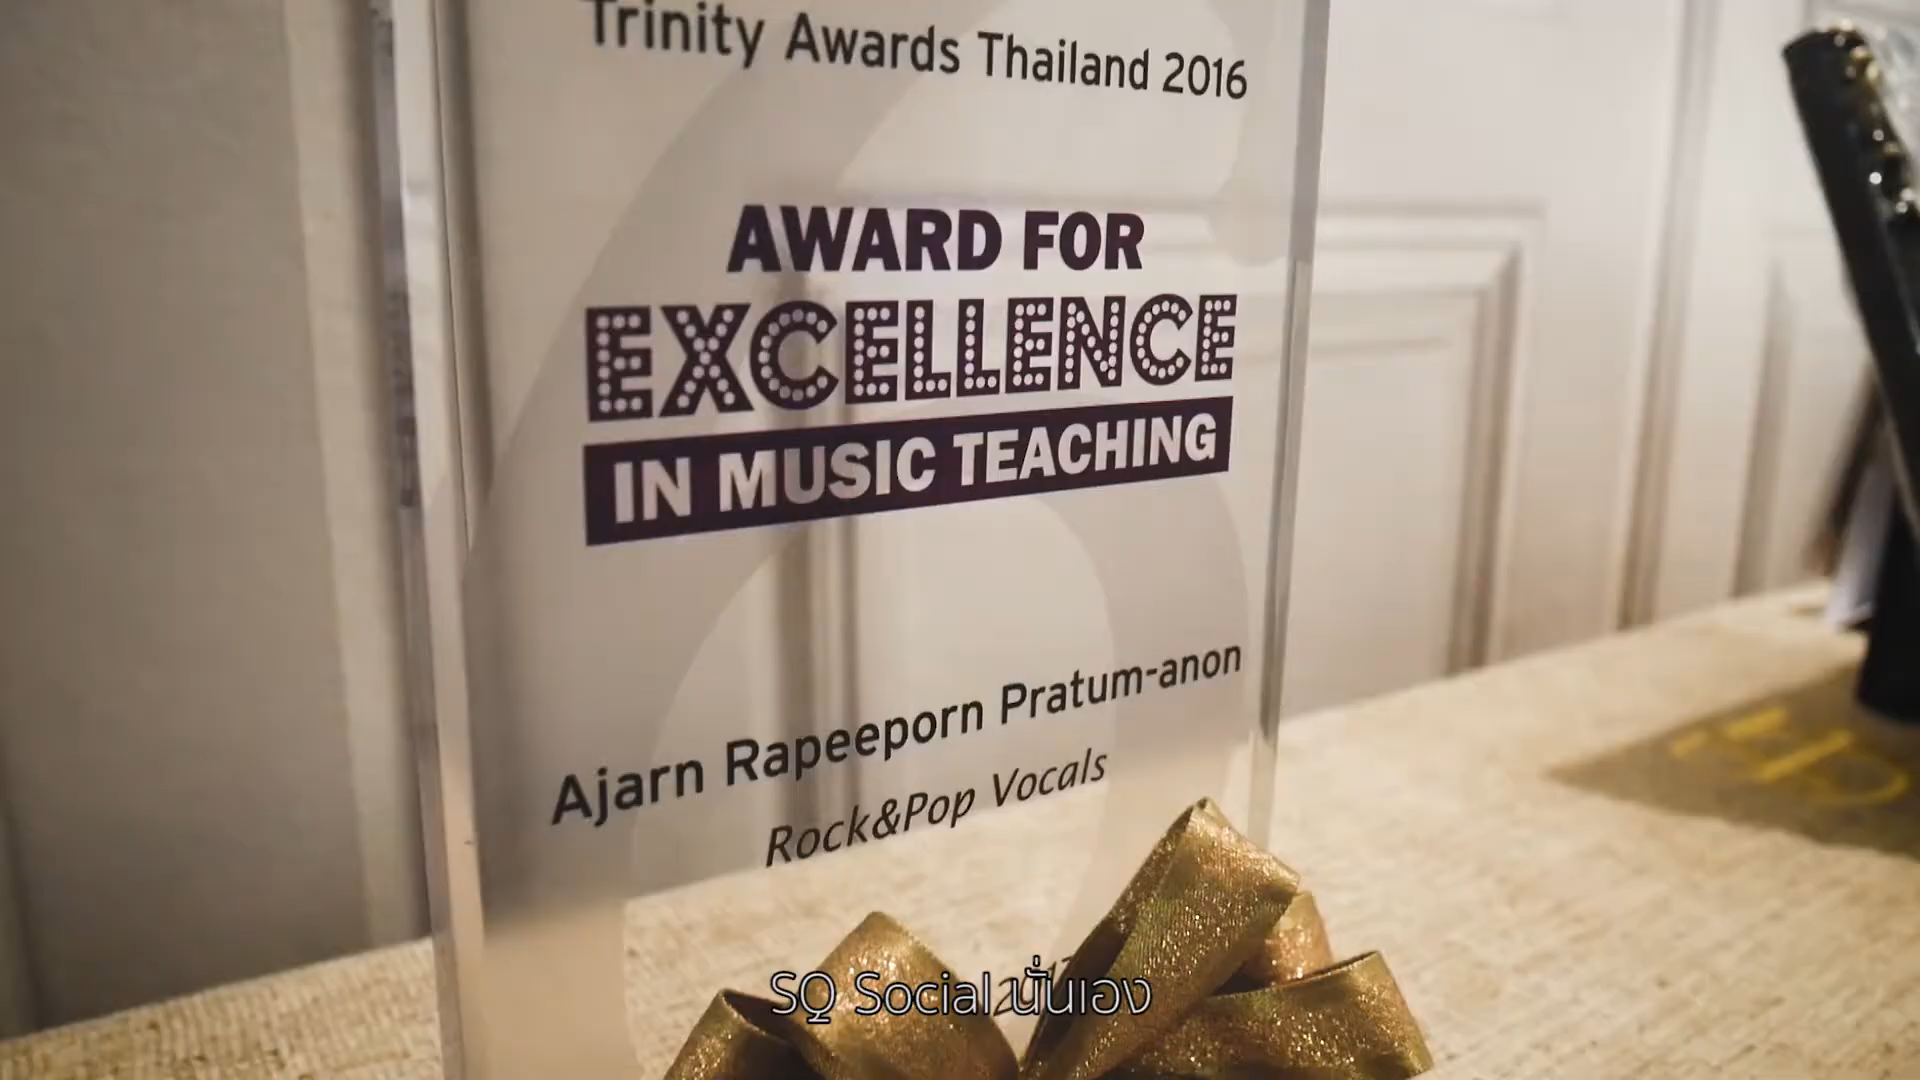 Trinity Awards Thailand 2016
AWARD FOR
EXCELLENCE
IN MUSIC TEACHING
Ajarn Rapeeporn Pratum-anon
Rock&Pop Vocals
SQ Social นั่นเอง